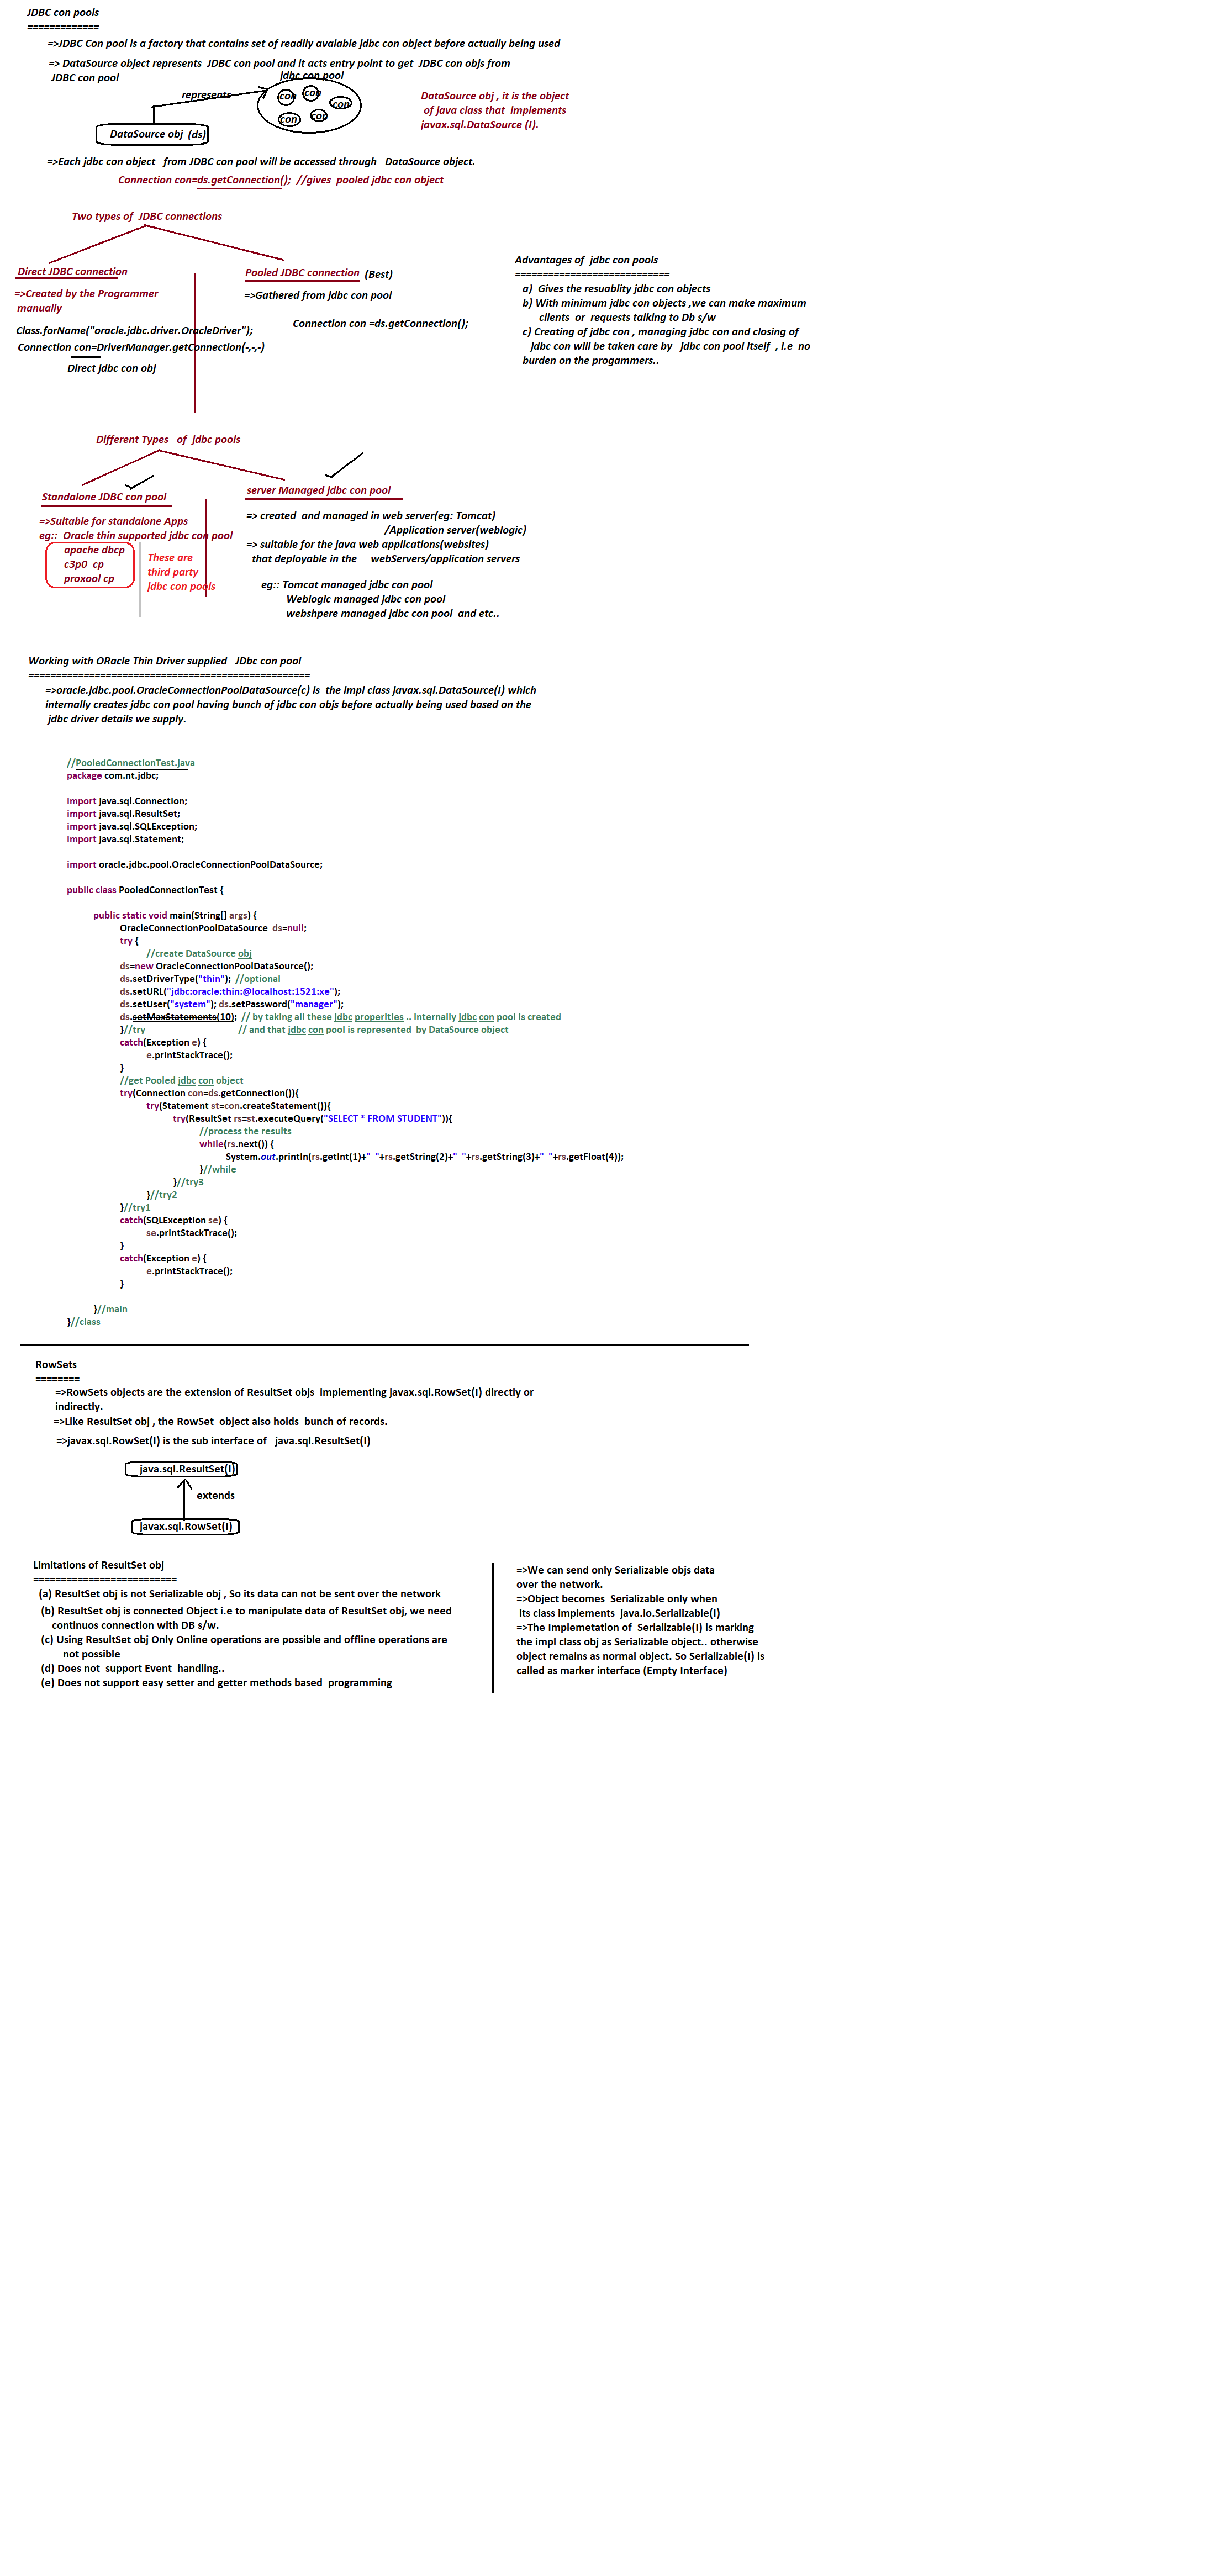 JDBC con pools
=============
=>JDBC Con pool is a factory that contains set of readily avaiable jdbc con object before actually being used
=> DataSource object represents JDBC con pool and it acts entry point to get JDBC con objs from
JDBC con pool
jdbc con pool
represents
con
con
con
con
con
DataSource obj (ds)
DataSource obj , it is the object
of java class that implements
javax.sql.DataSource (I).
=>Each jdbc con object from JDBC con pool will be accessed through DataSource object.
Connection con=ds.getConnection(); //gives pooled jdbc con object
Two types of JDBC connections
Direct JDBC connection
=>Created by the Programmer
manually
Class.forName("oracle.jdbc.driver.OracleDriver");
Connection con=DriverManager.getConnection(-,-,-)
Direct jdbc con obj
Pooled JDBC connection (Best)
=>Gathered from jdbc con pool
Connection con =ds.getConnection();
Advantages of jdbc con pools
============================
a) Gives the resuablity jdbc con objects
b) With minimum jdbc con objects ,we can make maximum
clients or requests talking to Db s/w
c) Creating of jdbc con , managing jdbc con and closing of
jdbc con will be taken care by jdbc con pool itself , i.e no
burden on the progammers..
Different Types of jdbc pools
Standalone JDBC con pool
=>Suitable for standalone Apps
eg:: Oracle thin supported jdbc con pool
apache dbcp
c3p0 cp
proxool cp
These are
third party
jdbc con pools
server Managed jdbc con pool
=> created and managed in web server(eg: Tomcat)
/Application server(weblogic)
=> suitable for the java web applications(websites)
that deployable in the webServers/application servers
eg:: Tomcat managed jdbc con pool
Weblogic managed jdbc con pool
webshpere managed jdbc con pool and etc..
Working with ORacle Thin Driver supplied JDbc con pool
===================================================
=>oracle.jdbc.pool.OracleConnectionPoolDataSource(c) is the impl class javax.sql.DataSource(I) which
internally creates jdbc con pool having bunch of jdbc con objs before actually being used based on the
jdbc driver details we supply.
//PooledConnectionTest.java
package com.nt.jdbc;
import java.sql.Connection;
import java.sql.ResultSet;
import java.sql.SQLException;
import java.sql.Statement;
import oracle.jdbc.pool.OracleConnectionPoolDataSource;
public class PooledConnectionTest {
public static void main(String[] args) {
OracleConnectionPoolDataSource ds=null;
try {
//create DataSource obj
ds=new OracleConnectionPoolDataSource();
ds.setDriverType("thin"); //optional
ds.setURL("jdbc:oracle:thin:@localhost:1521:xe");
ds.setUser("system"); ds.setPassword("manager");
ds.setMaxStatements(10); // by taking all these jdbc properities .. internally jdbc con pool is created
}//try // and that jdbc con pool is represented by DataSource object
catch(Exception e) {
e.printStackTrace();
}
//get Pooled jdbc con object
try(Connection con=ds.getConnection()){
try(Statement st=con.createStatement()){
try(ResultSet rs=st.executeQuery("SELECT * FROM STUDENT")){
//process the results
while(rs.next()) {
System.out.println(rs.getInt(1)+" "+rs.getString(2)+" "+rs.getString(3)+" "+rs.getFloat(4));
}//while
}//try3
}//try2
}//try1
catch(SQLException se) {
se.printStackTrace();
}
catch(Exception e) {
e.printStackTrace();
}
}//main
}//class
RowSets
========
=>RowSets objects are the extension of ResultSet objs implementing javax.sql.RowSet(I) directly or
indirectly.
=>Like ResultSet obj , the RowSet object also holds bunch of records.
=>javax.sql.RowSet(I) is the sub interface of java.sql.ResultSet(I)
java.sql.ResultSet(I)
extends
javax.sql.RowSet(I)
Limitations of ResultSet obj
==========================
(a) ResultSet obj is not Serializable obj , So its data can not be sent over the network
(b) ResultSet obj is connected Object i.e to manipulate data of ResultSet obj, we need
continuos connection with DB s/w.
(c) Using ResultSet obj Only Online operations are possible and offline operations are
not possible
(d) Does not support Event handling..
(e) Does not support easy setter and getter methods based programming
=>We can send only Serializable objs data
over the network.
=>Object becomes Serializable only when
its class implements java.io.Serializable(I)
=>The Implemetation of Serializable(I) is marking
the impl class obj as Serializable object.. otherwise
object remains as normal object. So Serializable(I) is
called as marker interface (Empty Interface)